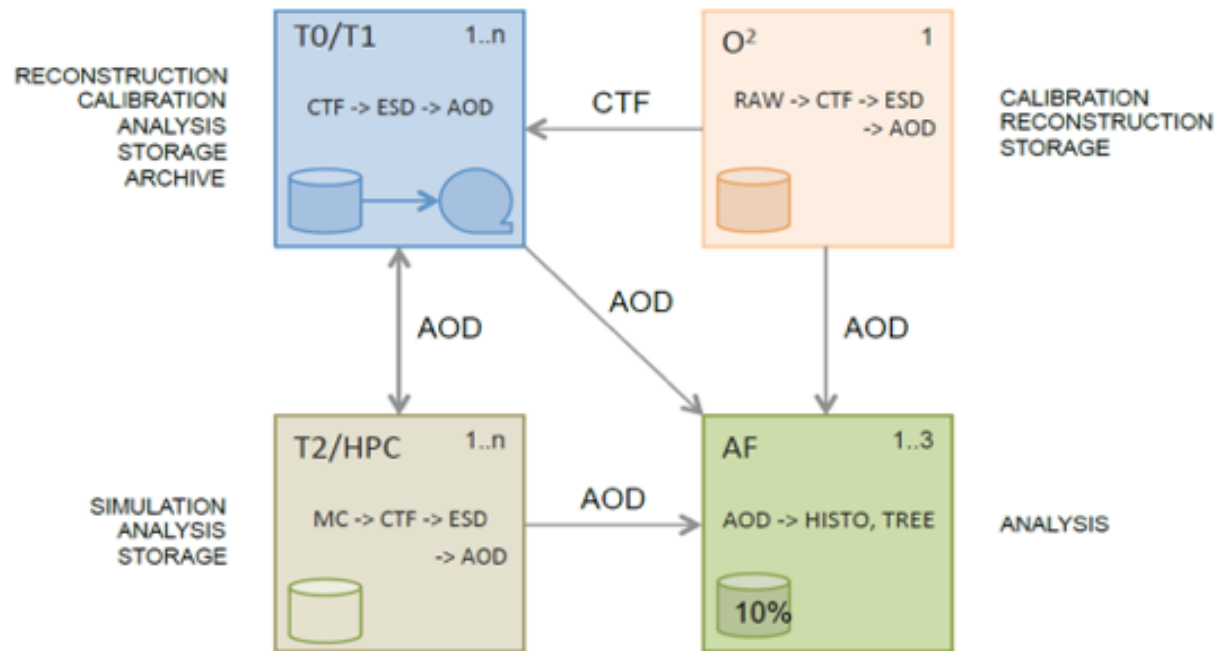 T0/T1
1..n
RECONSTRUCTION
CALIBRATION
ANALYSIS
STORAGE
ARCHIVE
CTF -> ESD -> AOD
CTF
O²
1
RAW -> CTF -> ESD
-> AOD
CALIBRATION
RECONSTRUCTION
STORAGE
AOD
AOD
AOD
T2/HPC
1..n
SIMULATION
ANALYSIS
STORAGE
MC -> CTF -> ESD
-> AOD
AOD
AF
1..3
AOD -> HISTO, TREE
10%
ANALYSIS